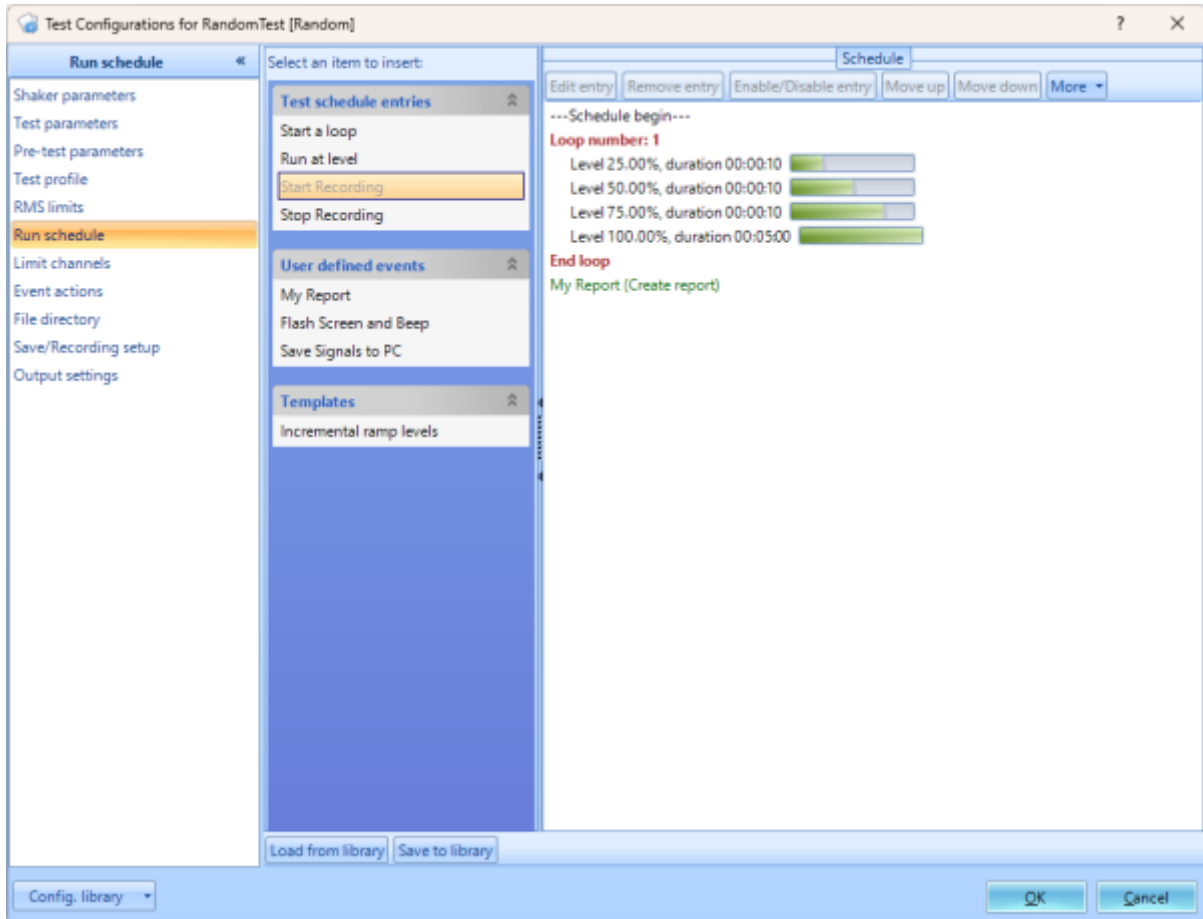 Test Configurations for RandomTest [Random]
Run schedule
Shaker parameters
Test parameters
Pre-test parameters
Test profile
RMS limits
Run schedule
Limit channels
Event actions
File directory
Save/Recording setup
Output settings
Select an item to insert:
Test schedule entries
Start a loop
Run at level
Start Recording
Stop Recording
User defined events
My Report
Flash Screen and Beep
Save Signals to PC
Templates
Incremental ramp levels
Schedule
Edit entry Remove entry Enable/Disable entry Move up Move down More
---Schedule begin---
Loop number: 1
Level 25.00%, duration 00:00:10
Level 50.00%, duration 00:00:10
Level 75.00%, duration 00:00:10
Level 100.00%, duration 00:05:00
End loop
My Report (Create report)
Load from library Save to library
Config. library
OK Cancel